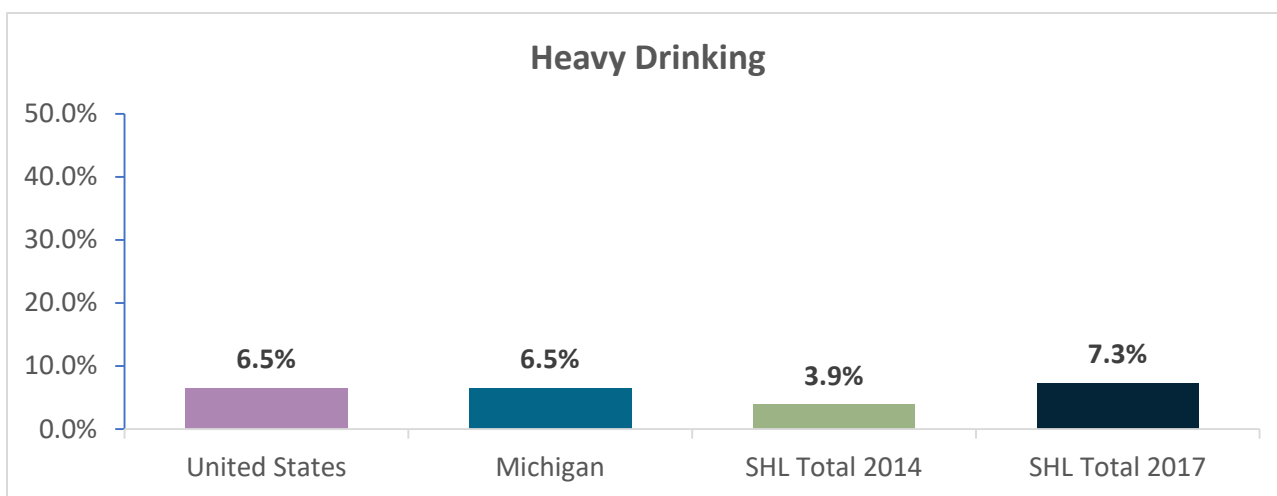 Heavy Drinking
50.0%
40.0%
30.0%
20.0%
10.0%
0.0%
6.5%
6.5%
3.9%
7.3%
United States
Michigan
SHL Total 2014
SHL Total 2017